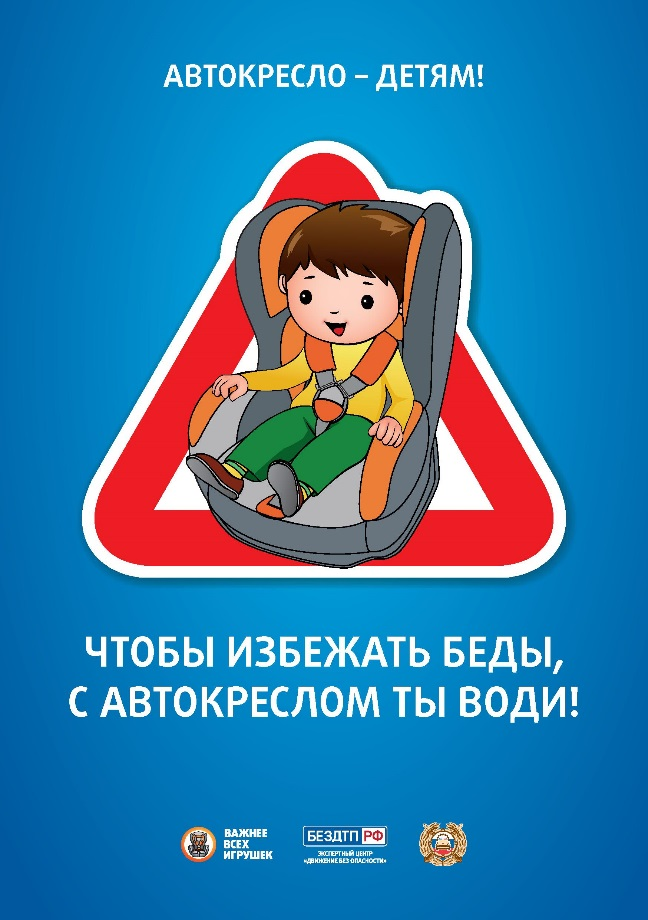 АВТОКРЕСЛО – ДЕТЯМ!
ЧТОБЫ ИЗБЕЖАТЬ БЕДЫ,
С АВТОКРЕСЛОМ ТЫ ВОДИ!
ВАЖНЕЕ
ВСЕХ
ИГРУШЕК
БЕЗДТП РФ
ЭКСПЕРТНЫЙ ЦЕНТР
«ДВИЖЕНИЕ БЕЗ ОПАСНОСТИ»